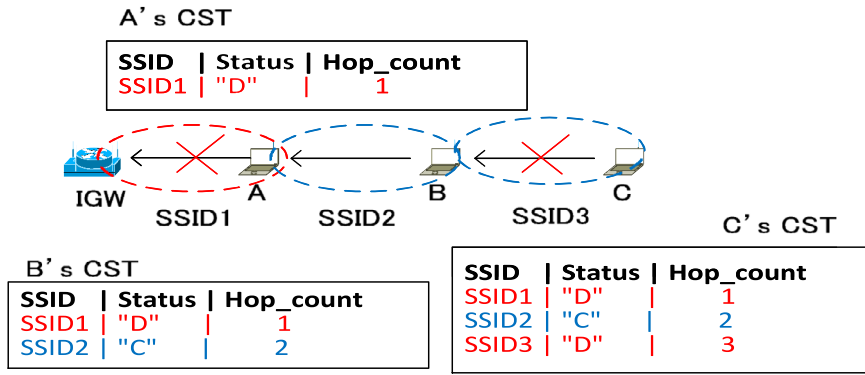 A's CST
SSID | Status | Hop_count
SSID1 | "D" | 1
IGW
A
B
C
SSID1
SSID2
SSID3
C's CST
B's CST
SSID | Status | Hop_count
SSID1 | "D" | 1
SSID2 | "C" | 2
SSID | Status | Hop_count
SSID1 | "D" | 1
SSID2 | "C" | 2
SSID3 | "D" | 3